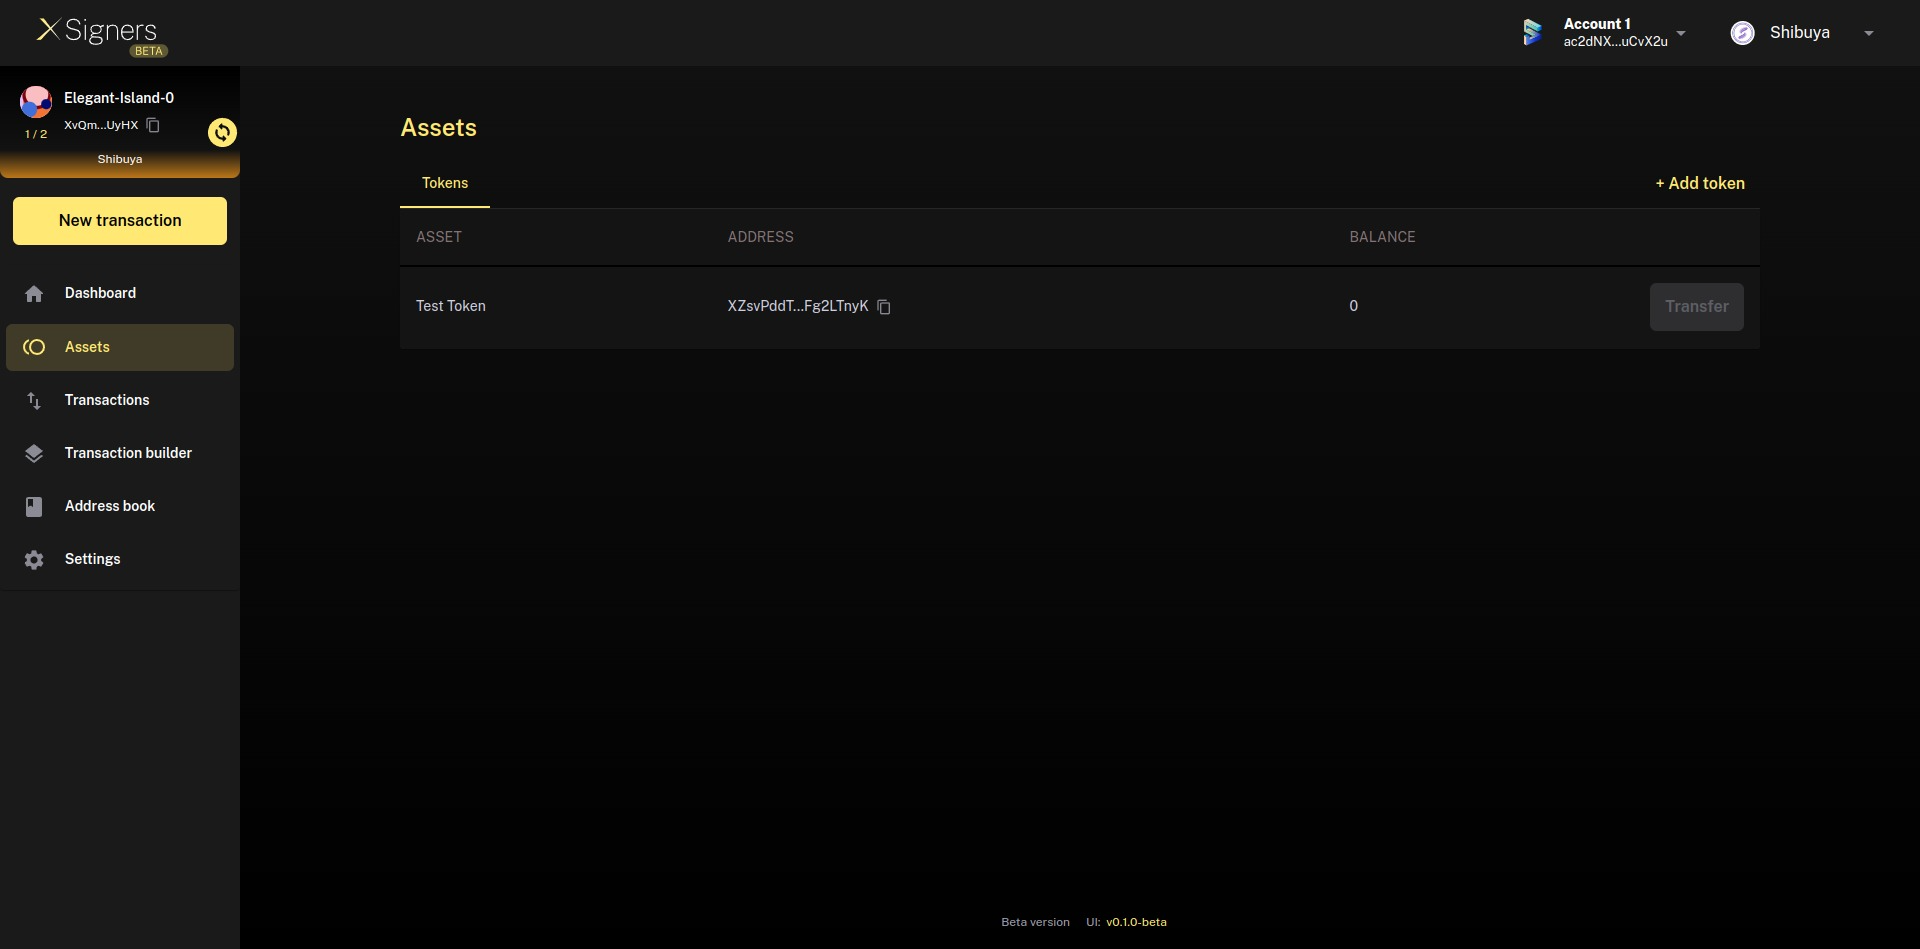 XSigners
BETA
Account 1
ac2dNX...uCvX2u
Shibuya
Elegant-Island-0
XvQm...UyHX
1 / 2
Shibuya
New transaction
Dashboard
Assets
Transactions
Transaction builder
Address book
Settings
Assets
Tokens
+ Add token
ASSET ADDRESS BALANCE
Test Token XZsvPddT...Fg2LTnyK 0 Transfer
Beta version UI: v0.1.0-beta